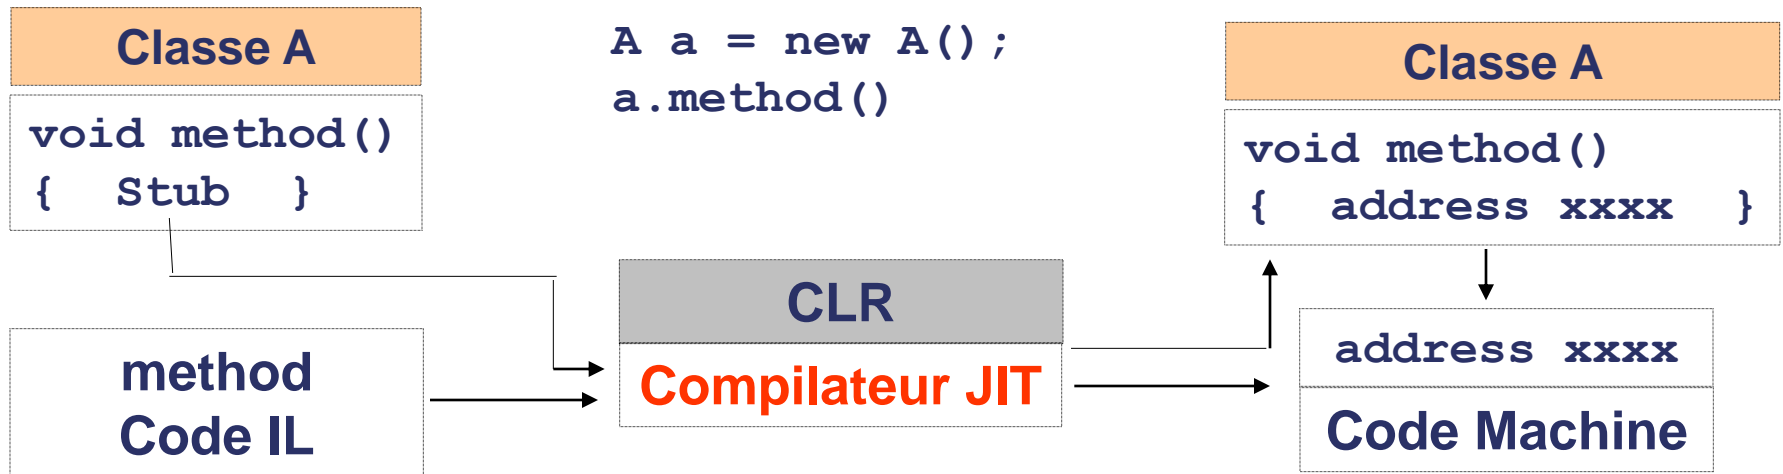 Classe A
void method()
{ Stub }
method
Code IL
A a = new A();
a.method()
CLR
Compilateur JIT
Classe A
void method()
{ address xxxx }
address xxxx
Code Machine